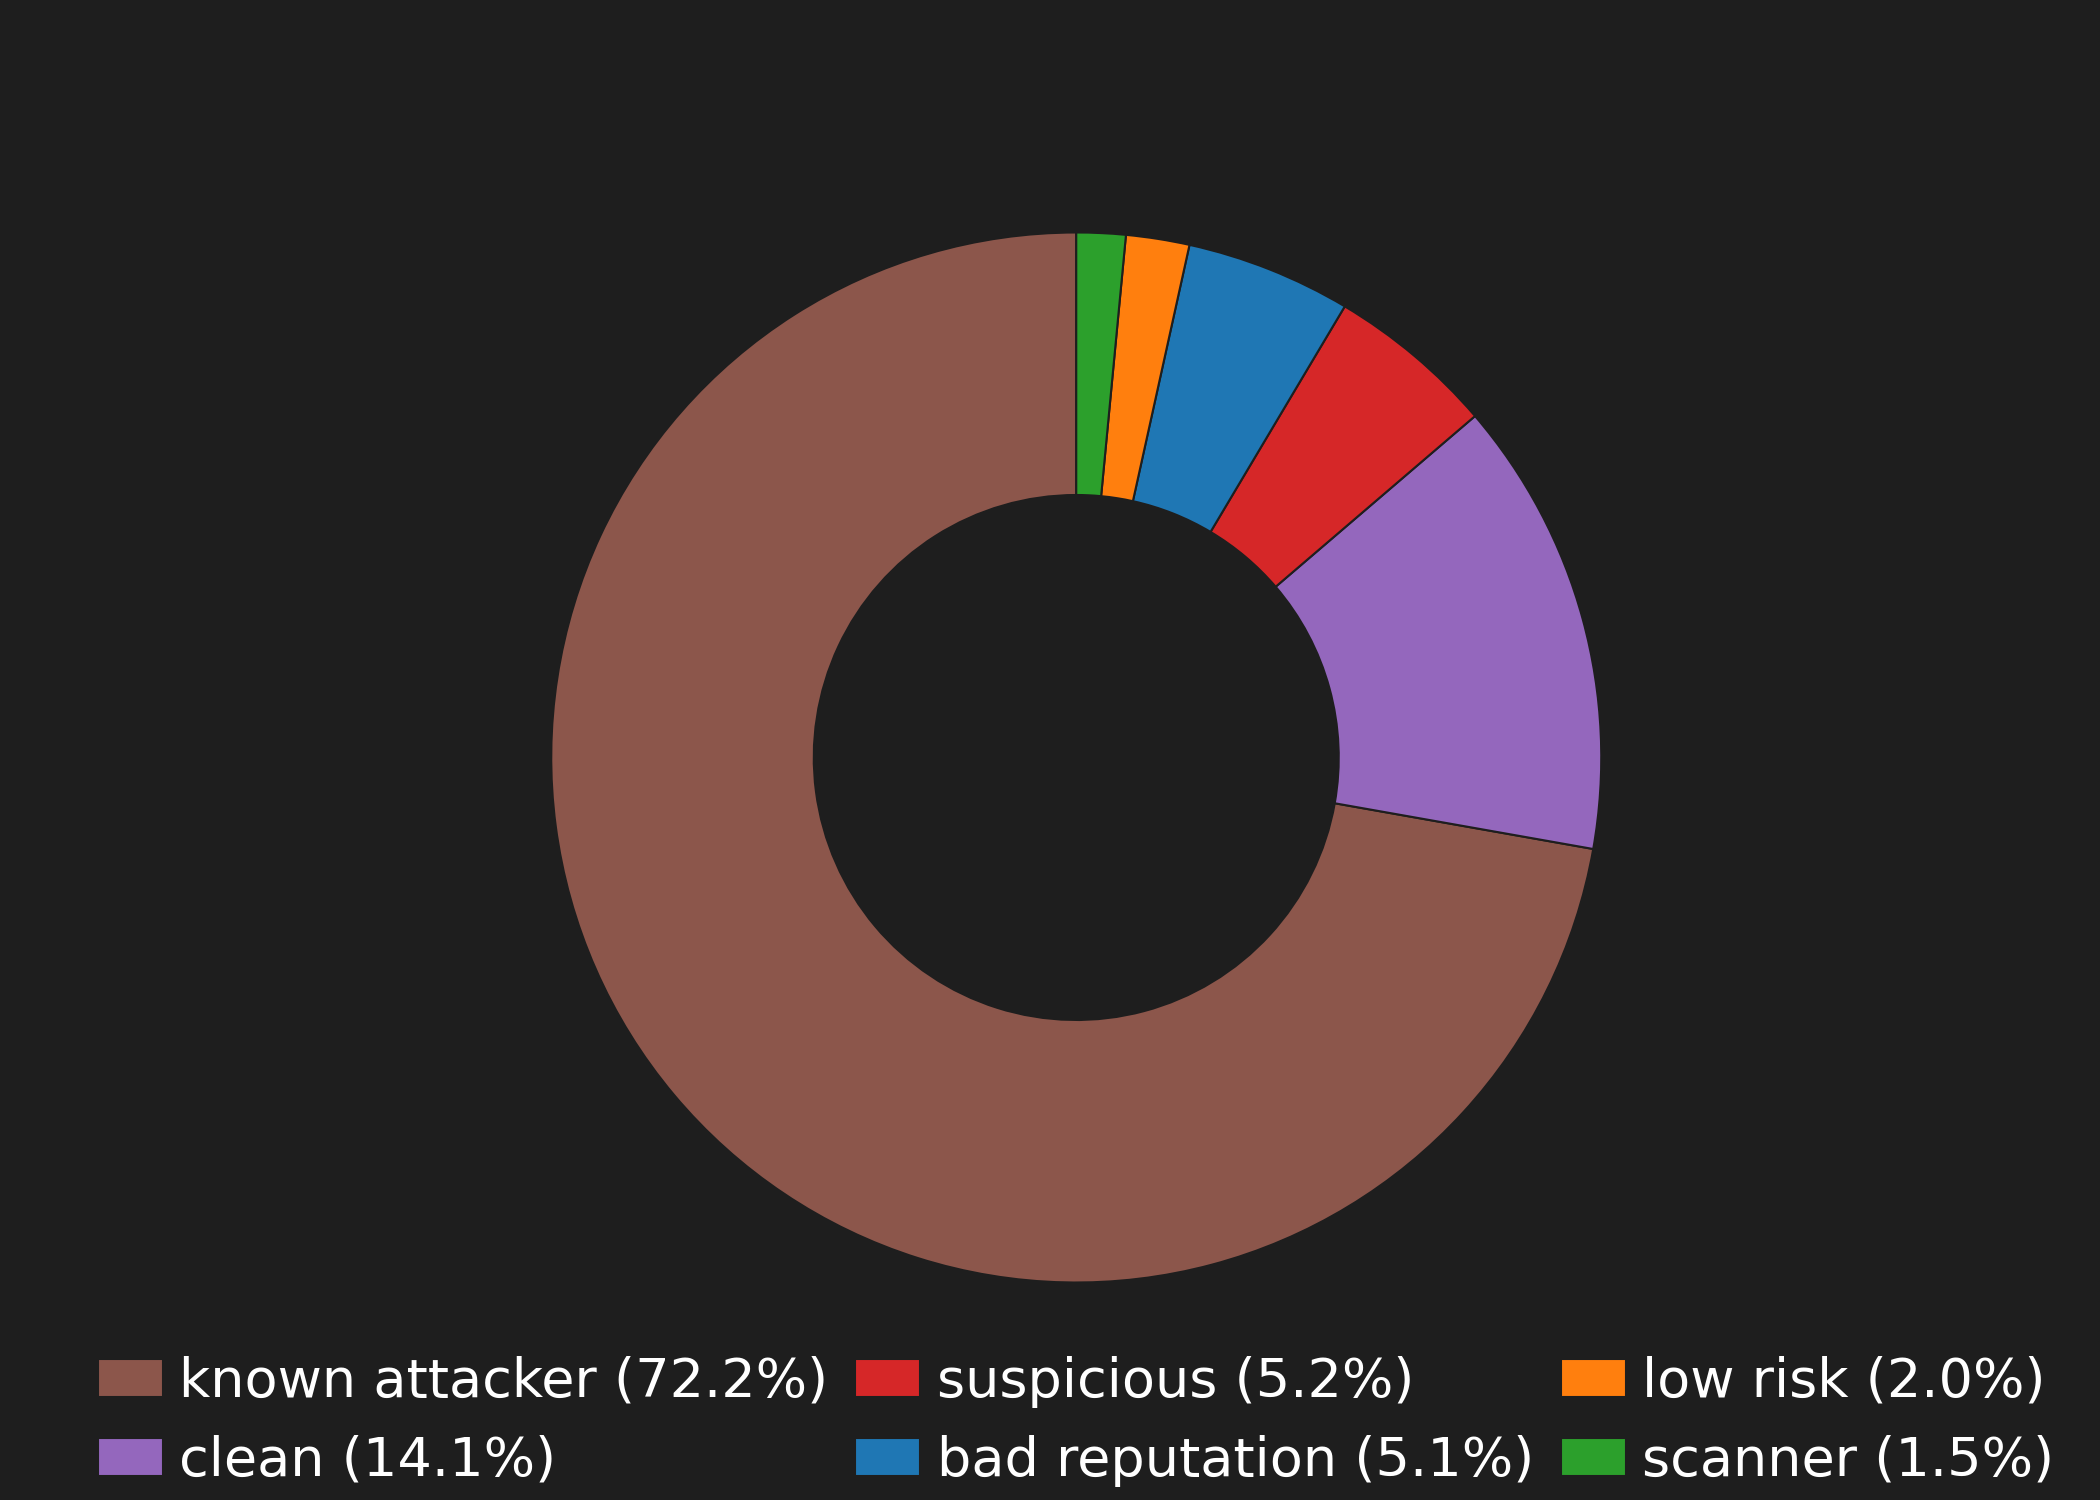 known attacker (72.2%) suspicious (5.2%) low risk (2.0%)
clean (14.1%) bad reputation (5.1%) scanner (1.5%)